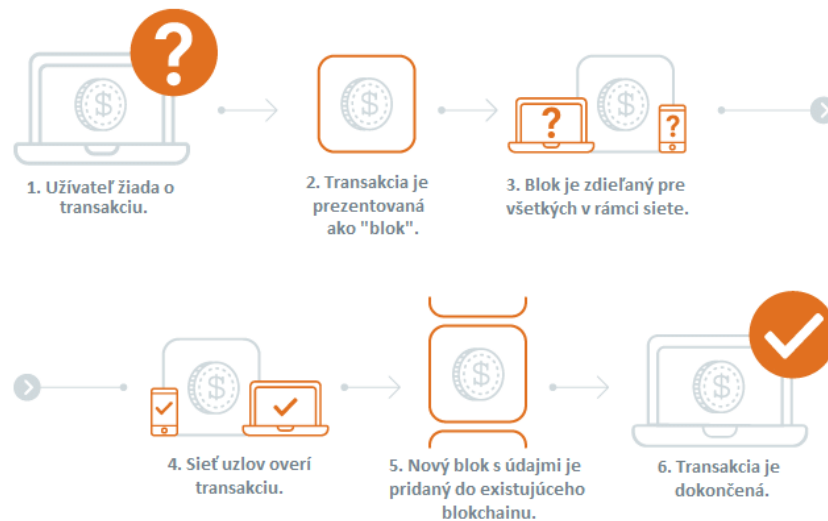 1. Užívateľ žiada o
transakciu.
2. Transakcia je
prezentovaná
ako "blok".
3. Blok je zdieľaný pre
všetkých v rámci siete.
4. Sieť uzlov overí
transakciu.
5. Nový blok s údajmi je
pridaný do existujúceho
blokchainu.
6. Transakcia je
dokončená.